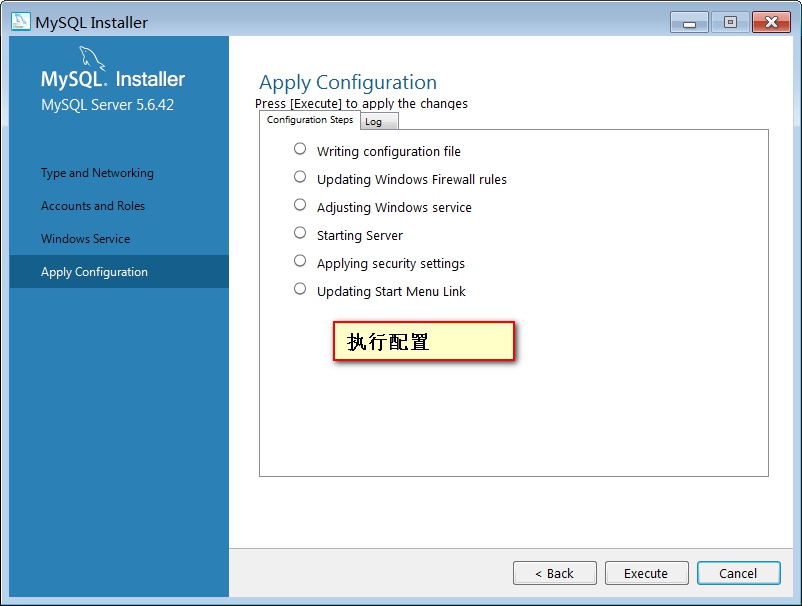 MySQL Installer
MySQL. Installer
MySQL Server 5.6.42
Type and Networking
Accounts and Roles
Windows Service
Apply Configuration
Apply Configuration
Press [Execute] to apply the changes
Configuration Steps
Log
Writing configuration file
Updating Windows Firewall rules
Adjusting Windows service
Starting Server
Applying security settings
Updating Start Menu Link
执行配置
< Back
Execute
Cancel